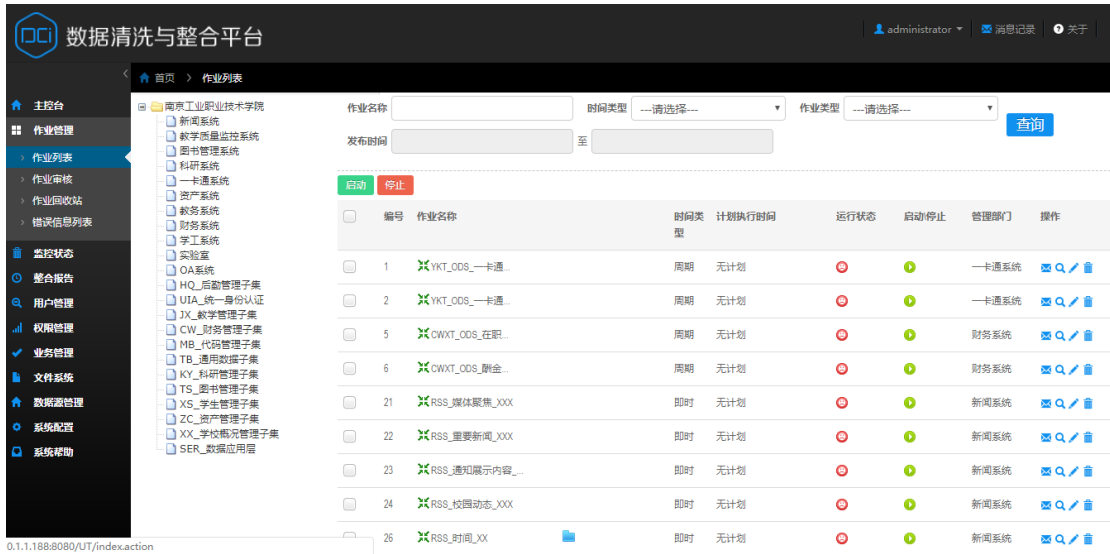 DCi 数据清洗与整合平台
administrator 消息记录 关于
首页 > 作业列表
主控台
作业管理
作业列表
作业审核
作业回收站
错误信息列表
监控状态
整合报告
用户管理
权限管理
业务管理
文件系统
数据源管理
系统配置
系统帮助
南京工业职业技术学院
新闻系统
教学质量监控系统
图书管理系统
科研系统
一卡通系统
资产系统
教务系统
财务系统
学工系统
实验室
OA系统
HQ_后勤管理子集
UIA_统一身份认证
JX_教学管理子集
CW_财务管理子集
MB_代码管理子集
TB_通用数据子集
KY_科研管理子集
TS_图书管理子集
XS_学生管理子集
ZC_资产管理子集
XX_学校概况管理子集
SER_数据应用层
作业名称 时间类型 ---请选择--- 作业类型 ---请选择---
发布时间 至 查询
启动 停止
编号 作业名称 时间类型 计划执行时间 运行状态 启动\停止 管理部门 操作
1 YKT_ODS_一卡通... 周期 无计划 一卡通系统
2 YKT_ODS_一卡通... 周期 无计划 一卡通系统
5 CWXT_ODS_在职... 周期 无计划 财务系统
6 CWXT_ODS_酬金... 周期 无计划 财务系统
21 RSS_媒体聚焦_XXX 即时 无计划 新闻系统
22 RSS_重要新闻_XXX 即时 无计划 新闻系统
23 RSS_通知展示内容_... 即时 无计划 新闻系统
24 RSS_校园动态_XXX 即时 无计划 新闻系统
26 RSS_时间_XX 即时 无计划 新闻系统
0.1.1.188:8080/UT/index.action